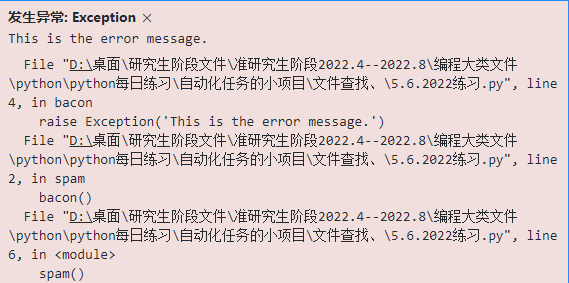 发生异常: Exception ×
This is the error message.
File "D:\桌面\研究生阶段文件\准研究生阶段2022.4--2022.8\编程大类文件
\python\python每日练习\自动化任务的小项目\文件查找、\5.6.2022练习.py", line
4, in bacon
raise Exception('This is the error message.')
File "D:\桌面\研究生阶段文件\准研究生阶段2022.4--2022.8\编程大类文件
\python\python每日练习\自动化任务的小项目\文件查找、\5.6.2022练习.py", line
2, in spam
bacon()
File "D:\桌面\研究生阶段文件\准研究生阶段2022.4--2022.8\编程大类文件
\python\python每日练习\自动化任务的小项目\文件查找、\5.6.2022练习.py", line
6, in <module>
spam()